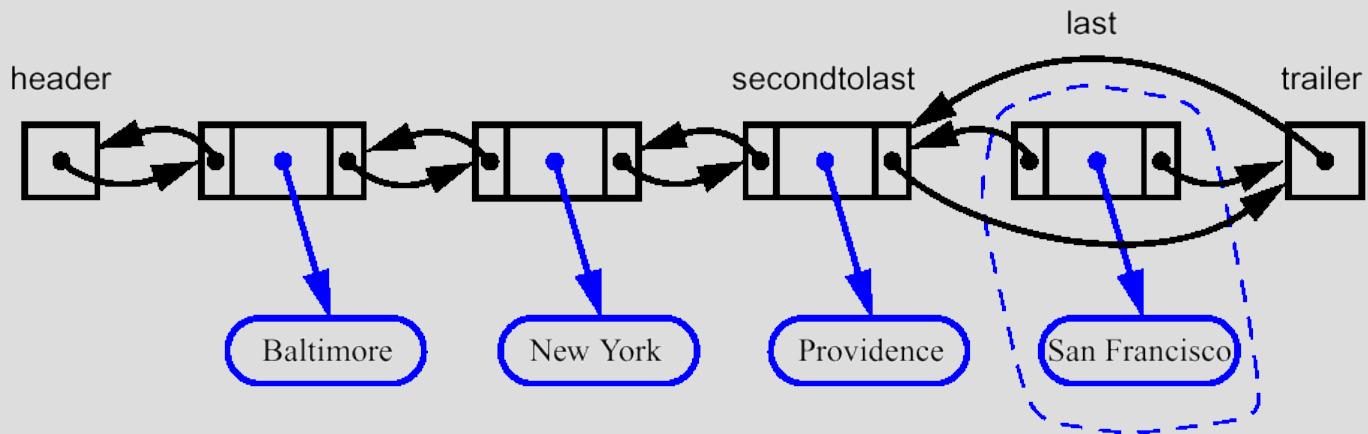 last
header
secondtolast
trailer
Baltimore
New York
Providence
San Francisco